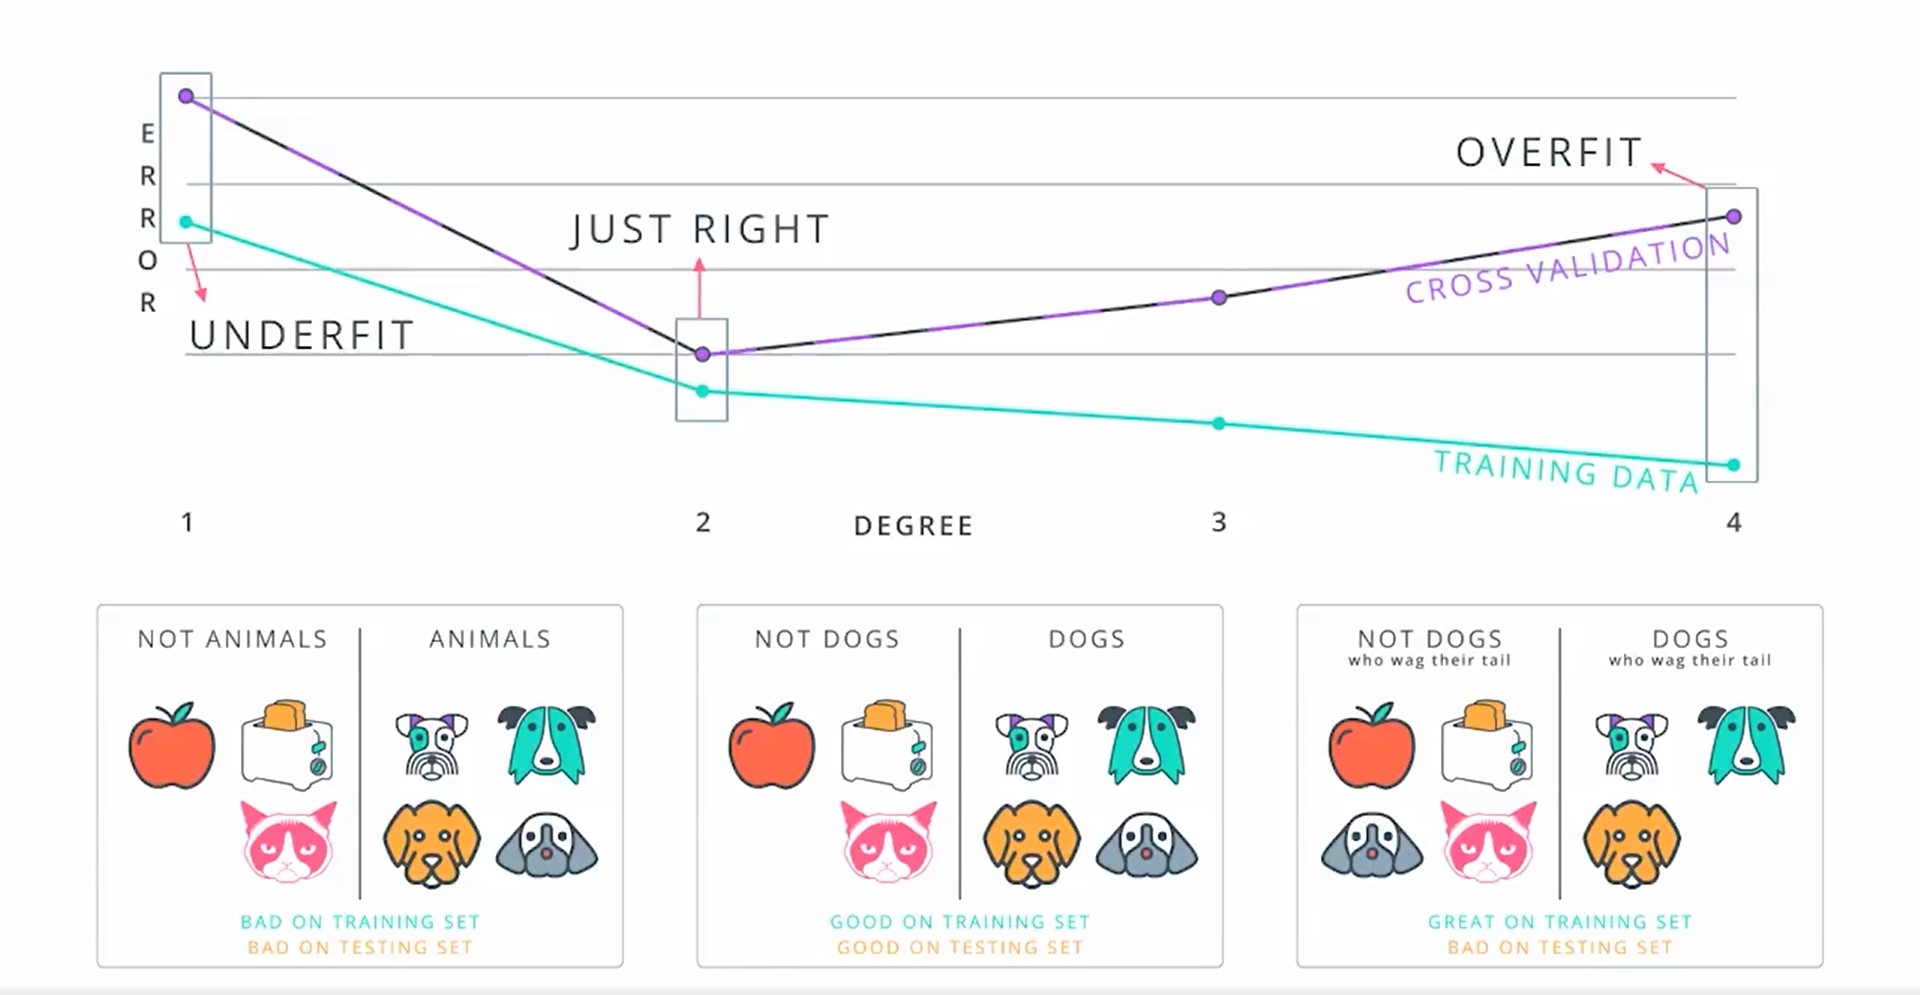 ERROR
OVERFIT
JUST RIGHT
CROSS VALIDATION
UNDERFIT
TRAINING DATA
1
2
DEGREE
3
4
NOT ANIMALS
ANIMALS
BAD ON TRAINING SET
BAD ON TESTING SET
NOT DOGS
DOGS
GOOD ON TRAINING SET
GOOD ON TESTING SET
NOT DOGS
who wag their tail
DOGS
who wag their tail
GREAT ON TRAINING SET
BAD ON TESTING SET